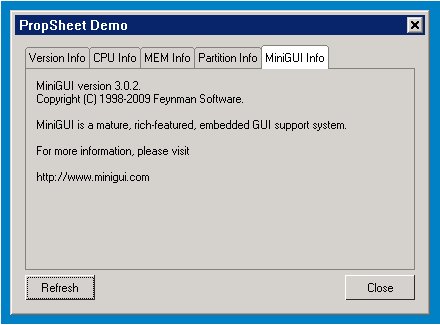 PropSheet Demo
Version Info CPU Info MEM Info Partition Info MiniGUI Info
MiniGUI version 3.0.2.
Copyright (C) 1998-2009 Feynman Software.
MiniGUI is a mature, rich-featured, embedded GUI support system.
For more information, please visit
http://www.minigui.com
Refresh Close